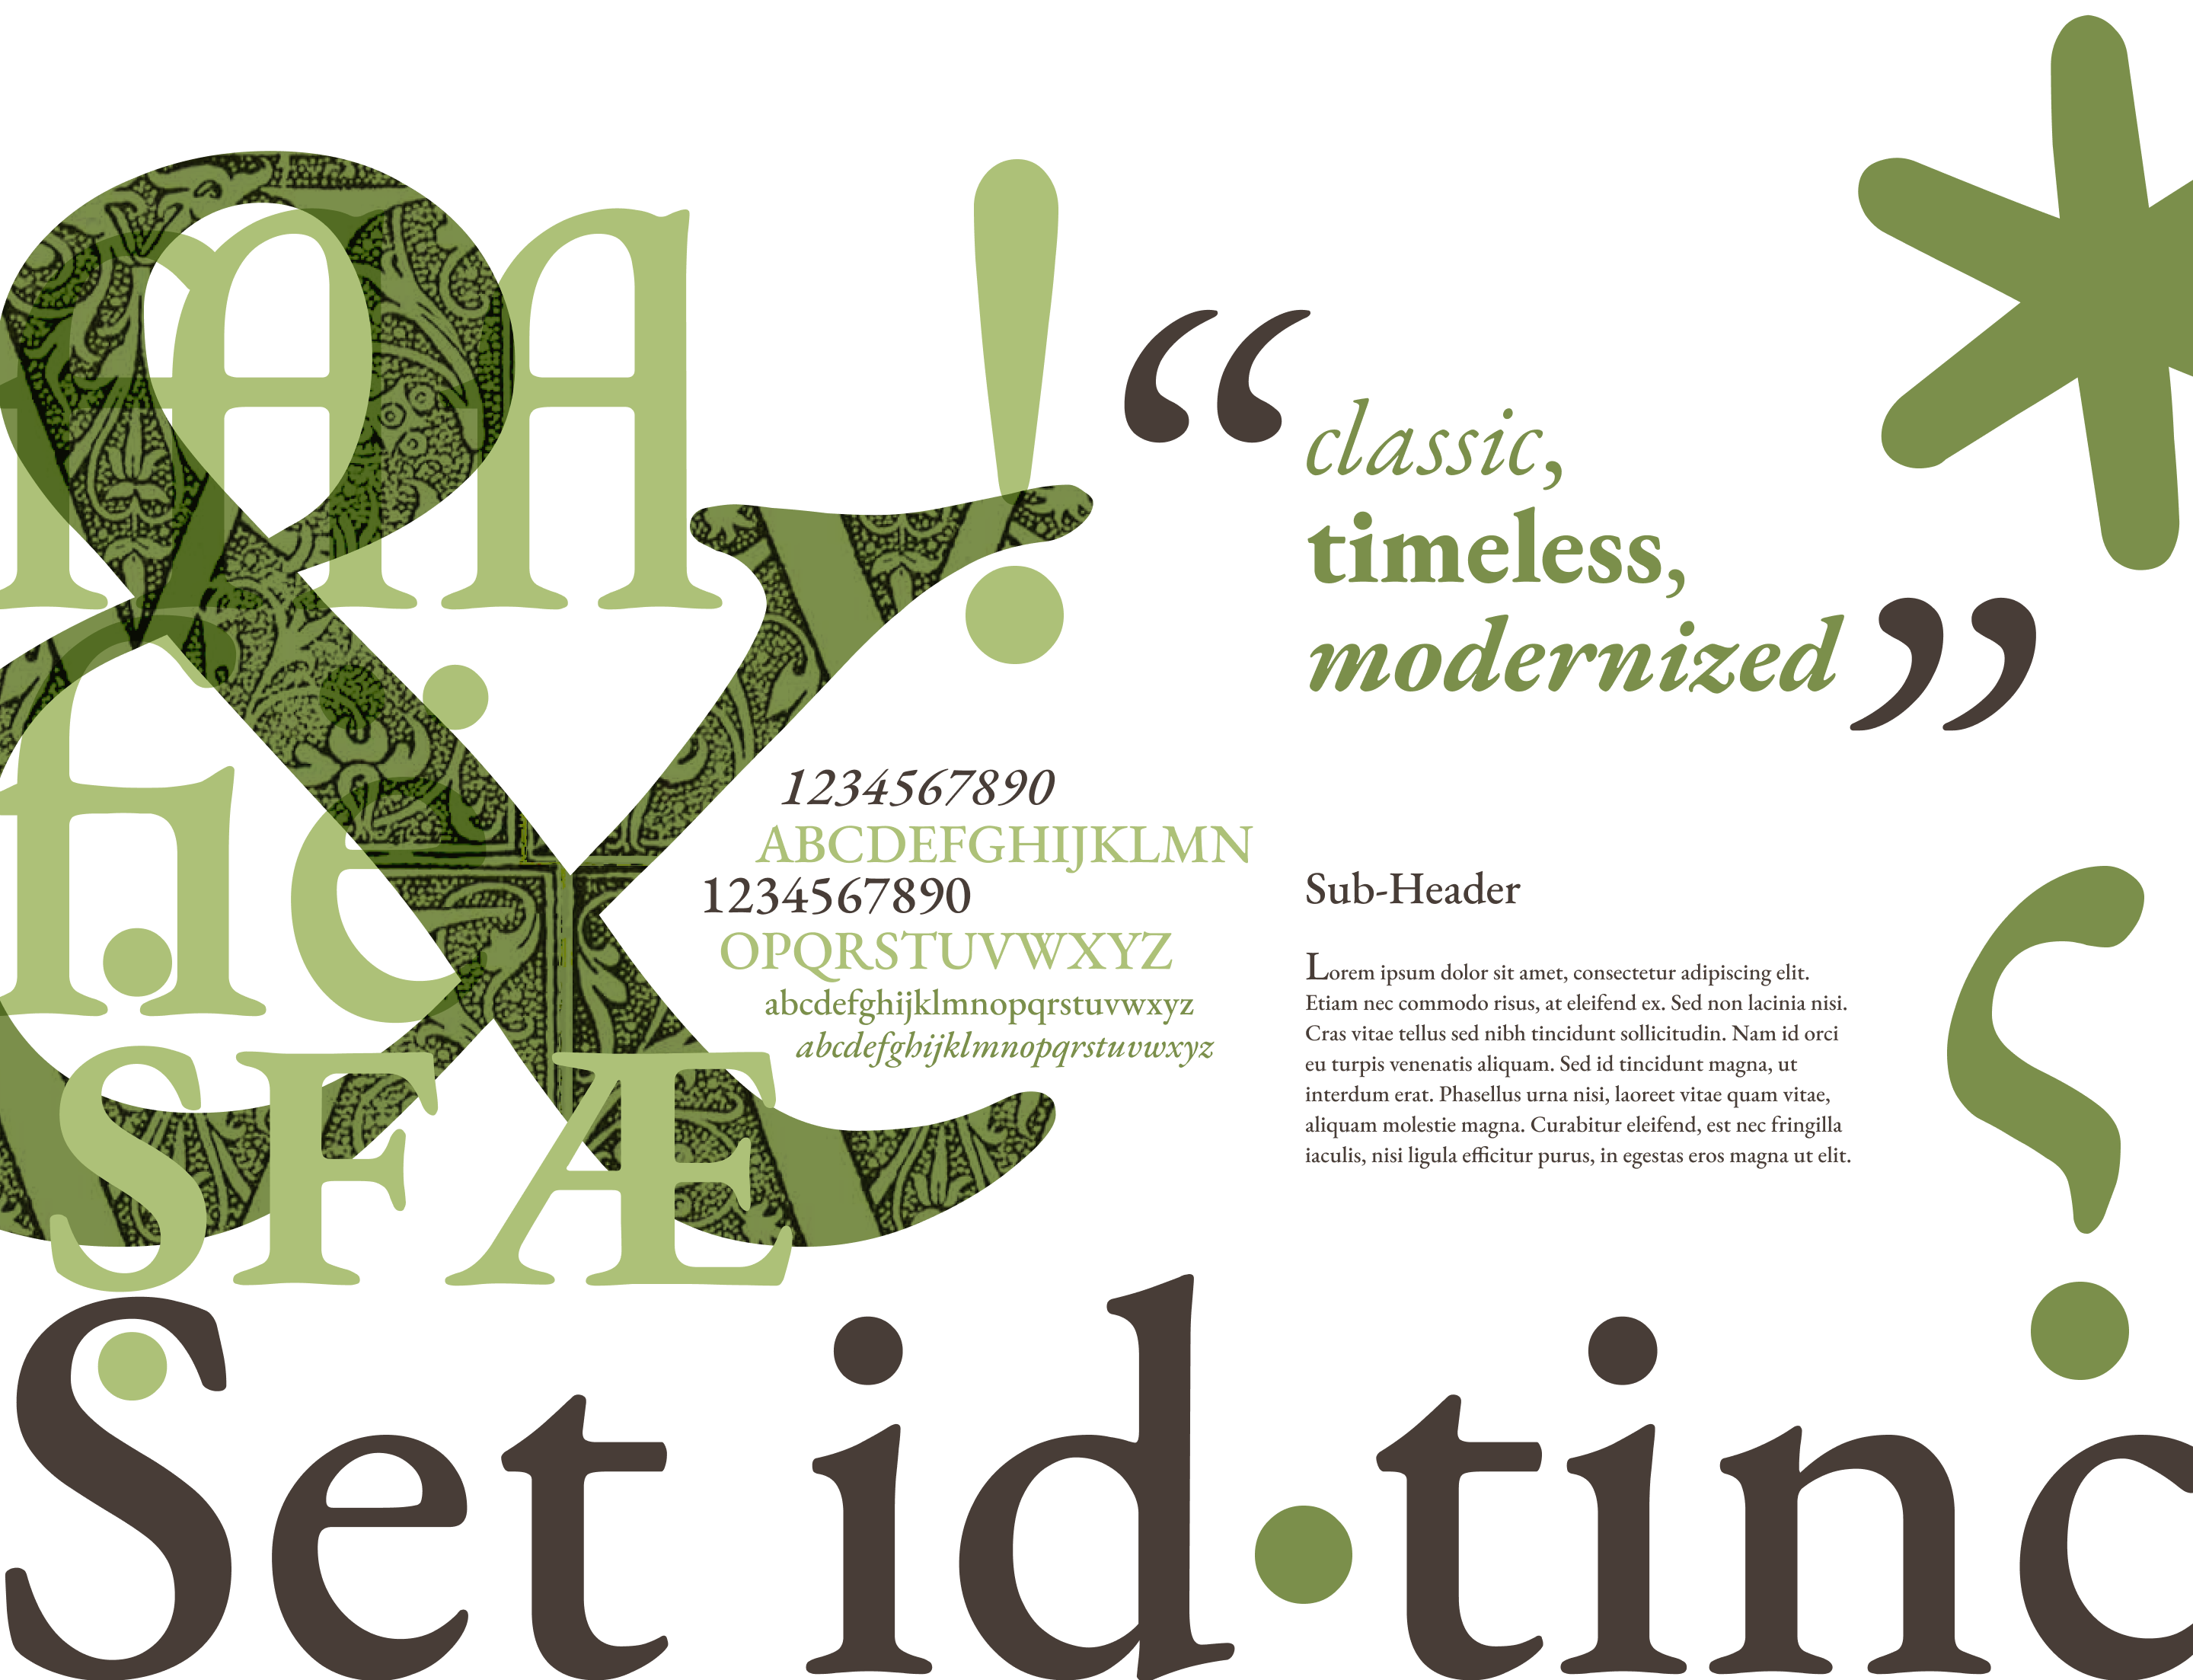 &
!
*
“classic,
timeless,
modernized”
fi e
SFÆ
1234567890
ABCDEFGHIJKLMN
1234567890
OPQRSTUVWXYZ
abcdefghijklmnopqrstuvwxyz
abcdefghijklmnopqrstuvwxyz
Sub-Header
Lorem ipsum dolor sit amet, consectetur adipiscing elit.
Etiam nec commodo risus, at eleifend ex. Sed non lacinia nisi.
Cras vitae tellus sed nibh tincidunt sollicitudin. Nam id orci
eu turpis venenatis aliquam. Sed id tincidunt magna, ut
interdum erat. Phasellus urna nisi, laoreet vitae quam vitae,
aliquam molestie magna. Curabitur eleifend, est nec fringilla
iaculis, nisi ligula efficitur purus, in egestas eros magna ut elit.
Set id·tinc